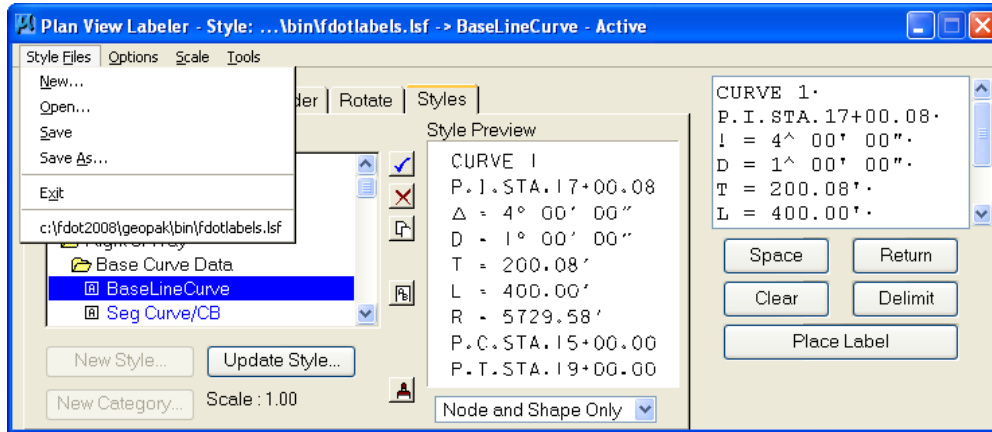 Plan View Labeler - Style: ...\bin\fdotlabels.lsf -> BaseLineCurve - Active
Style Files Options Scale Tools
New...
Open...
Save
Save As...
Exit
c:\fdot2008\geopak\bin\fdotlabels.lsf
Rotate Styles
Base Curve Data
BaseLineCurve
Seg Curve/CB
New Style...
Update Style...
New Category...
Scale : 1.00
Style Preview
CURVE 1
P.I.STA.17+00.08
Δ = 4° 00' 00"
D = 1° 00' 00"
T = 200.08'
L = 400.00'
R = 5729.58'
P.C.STA.15+00.00
P.T.STA.19+00.00
Node and Shape Only
CURVE 1·
P.I.STA.17+00.08·
! = 4^ 00' 00"·
D = 1^ 00' 00"·
T = 200.08'·
L = 400.00'·
Space Return
Clear Delimit
Place Label